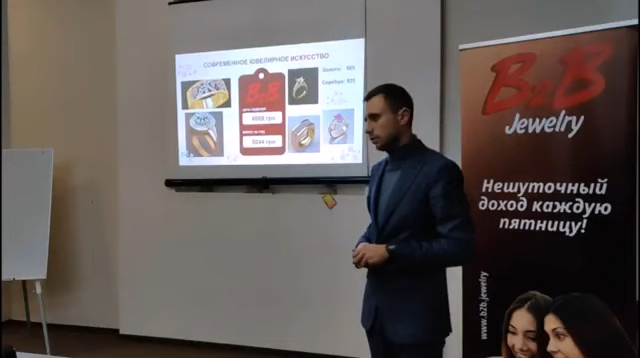 СОВРЕМЕННОЕ ЮВЕЛИРНОЕ ИСКУССТВО
Золото: 585
Серебро: 925
B2B
4668 грн.
5044 грн.
B2B
Jewelry
Нешуточный
доход каждую
пятницу!
www.b2b.jewelry